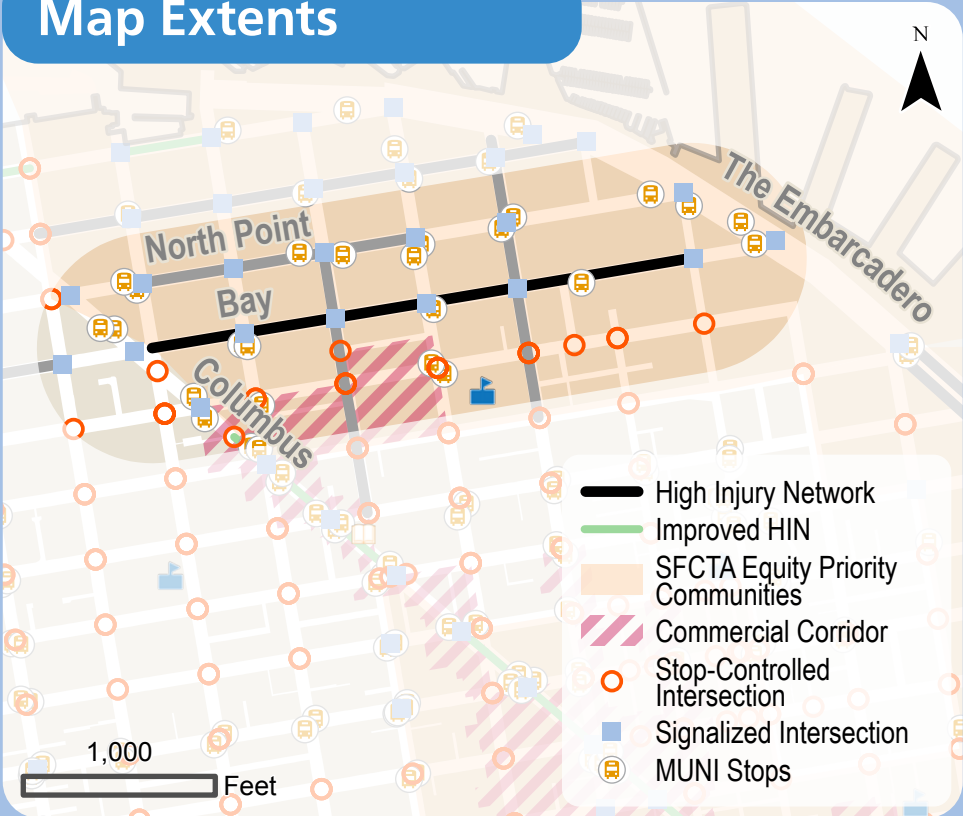 Map Extents
N
The Embarcadero
North Point
Bay
Columbus
High Injury Network
Improved HIN
SFCTA Equity Priority
Communities
Commercial Corridor
Stop-Controlled
Intersection
Signalized Intersection
MUNI Stops
1,000
Feet